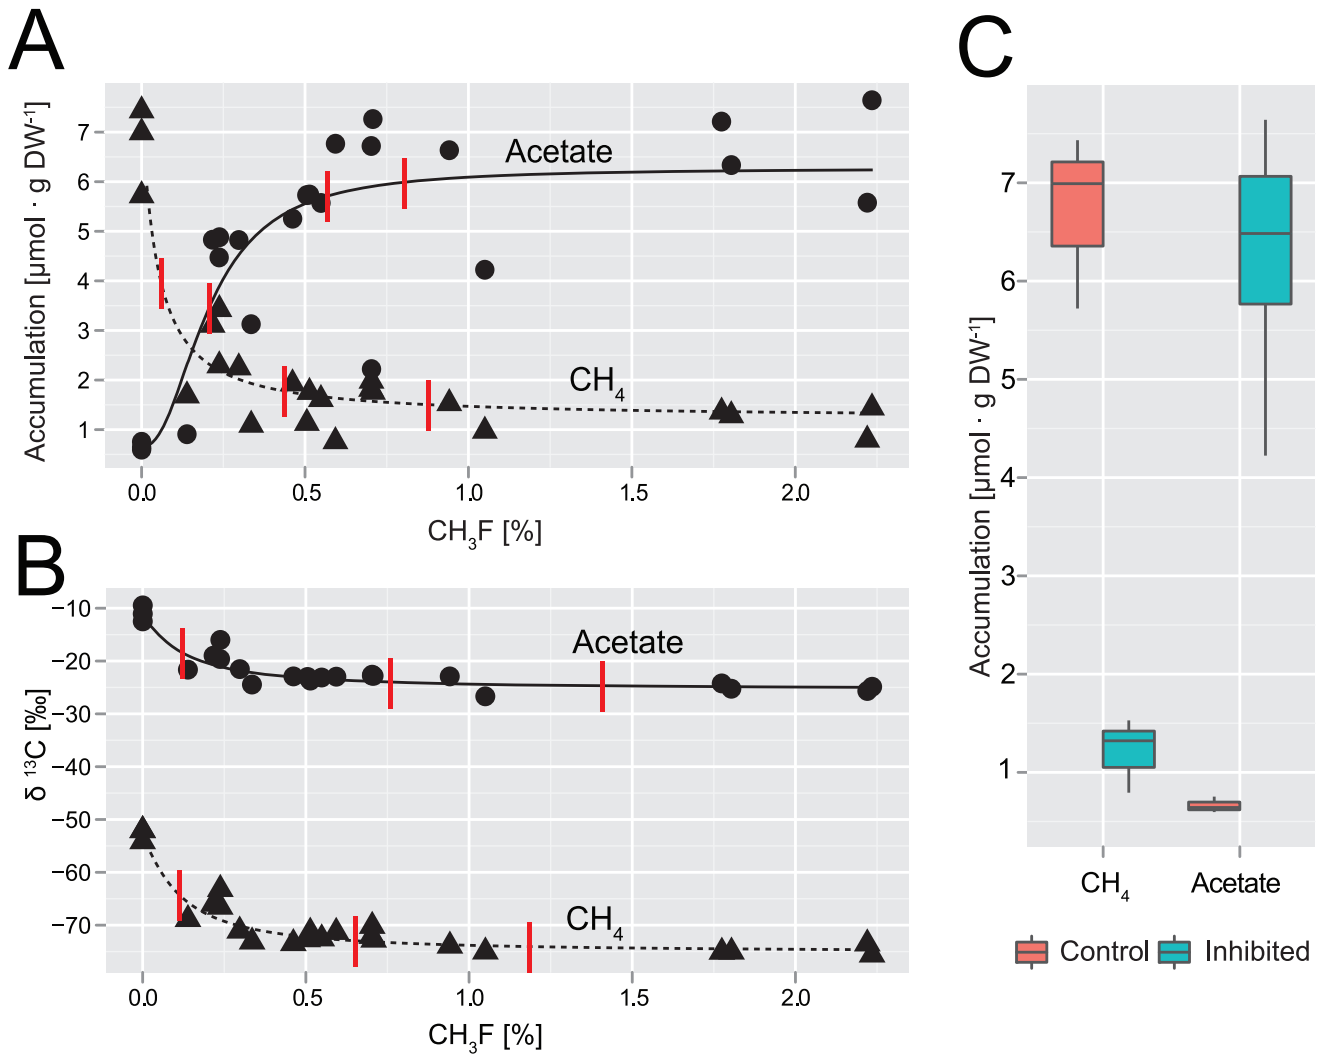 A
Accumulation [µmol · g DW⁻¹]
7
6
5
4
3
2
1
Acetate
CH₄
0.0 0.5 1.0 1.5 2.0
CH₃F [%]
B
δ ¹³C [‰]
−10
−20
−30
−40
−50
−60
−70
Acetate
CH₄
0.0 0.5 1.0 1.5 2.0
CH₃F [%]
C
Accumulation [µmol · g DW⁻¹]
7
6
5
4
3
2
1
CH₄ Acetate
Control Inhibited